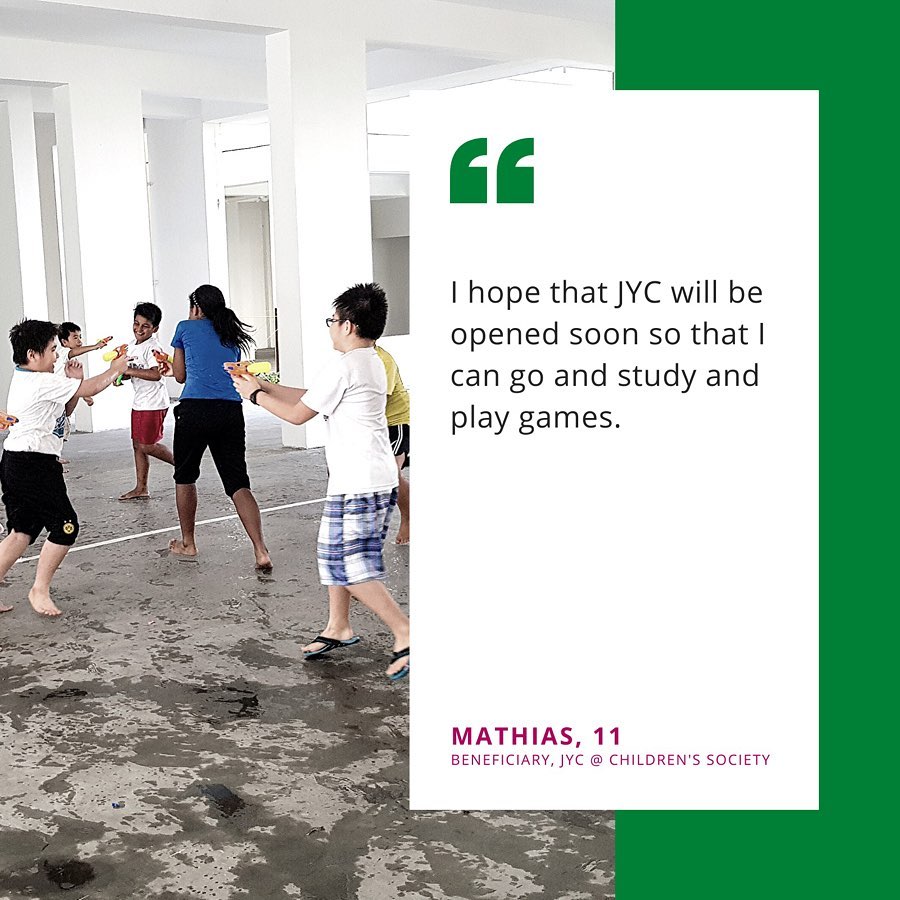 I hope that JYC will be
opened soon so that I
can go and study and
play games.
MATHIAS, 11
BENEFICIARY, JYC @ CHILDREN'S SOCIETY